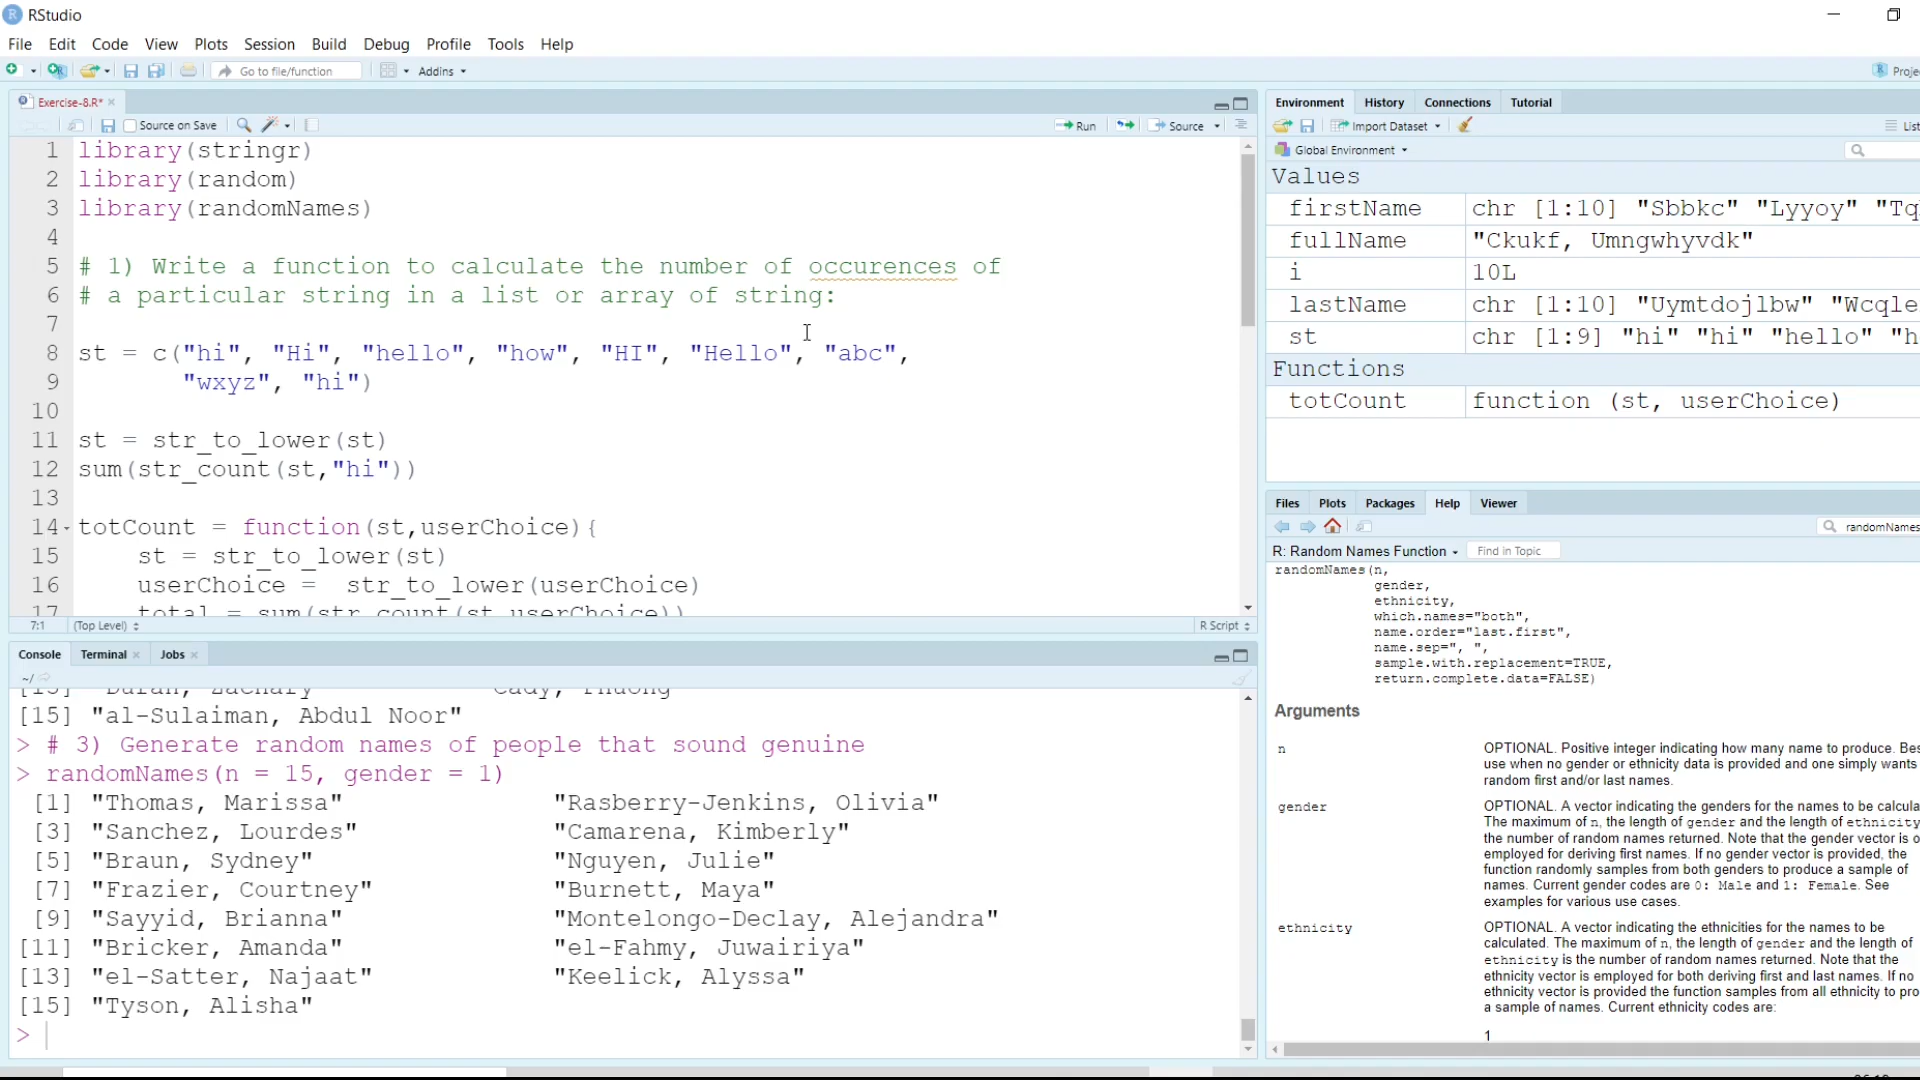 RStudio
File Edit Code View Plots Session Build Debug Profile Tools Help
Go to file/function Addins
Exercise-8.R*
Source on Save Run Source
1 library(stringr)
2 library(random)
3 library(randomNames)
4
5 # 1) Write a function to calculate the number of occurences of
6 # a particular string in a list or array of string:
7
8 st = c("hi", "Hi", "hello", "how", "HI", "Hello", "abc",
9 "wxyz", "hi")
10
11 st = str_to_lower(st)
12 sum(str_count(st,"hi"))
13
14 totCount = function(st,userChoice){
15 st = str_to_lower(st)
16 userChoice = str_to_lower(userChoice)
17 total = sum(str_count(st,userChoice))
7:1 (Top Level) R Script
Console Terminal Jobs
~/
[15] "al-Sulaiman, Abdul Noor"
> # 3) Generate random names of people that sound genuine
> randomNames(n = 15, gender = 1)
[1] "Thomas, Marissa" "Rasberry-Jenkins, Olivia"
[3] "Sanchez, Lourdes" "Camarena, Kimberly"
[5] "Braun, Sydney" "Nguyen, Julie"
[7] "Frazier, Courtney" "Burnett, Maya"
[9] "Sayyid, Brianna" "Montelongo-Declay, Alejandra"
[11] "Bricker, Amanda" "el-Fahmy, Juwairiya"
[13] "el-Satter, Najaat" "Keelick, Alyssa"
[15] "Tyson, Alisha"
>
Environment History Connections Tutorial
Import Dataset List
Global Environment
Values
firstName chr [1:10] "Sbbkc" "Lyyoy" "Tq
fullName "Ckukf, Umngwhyvdk"
i 10L
lastName chr [1:10] "Uymtdojlbw" "Wcqle
st chr [1:9] "hi" "hi" "hello" "h
Functions
totCount function (st, userChoice)
Files Plots Packages Help Viewer
randomNames
R: Random Names Function Find in Topic
randomNames(n,
gender,
ethnicity,
which.names="both",
name.order="last.first",
name.sep=", ",
sample.with.replacement=TRUE,
return.complete.data=FALSE)
Arguments
n OPTIONAL. Positive integer indicating how many name to produce. Bes
use when no gender or ethnicity data is provided and one simply wants
random first and/or last names.
gender OPTIONAL. A vector indicating the genders for the names to be calcula
The maximum of n, the length of gender and the length of ethnicity
the number of random names returned. Note that the gender vector is o
employed for deriving first names. If no gender vector is provided, the
function randomly samples from both genders to produce a sample of
names. Current gender codes are 0: Male and 1: Female. See
examples for various use cases.
ethnicity OPTIONAL. A vector indicating the ethnicities for the names to be
calculated. The maximum of n, the length of gender and the length of
ethnicity is the number of random names returned. Note that the
ethnicity vector is employed for both deriving first and last names. If no
ethnicity vector is provided the function samples from all ethnicity to pro
a sample of names. Current ethnicity codes are:
1